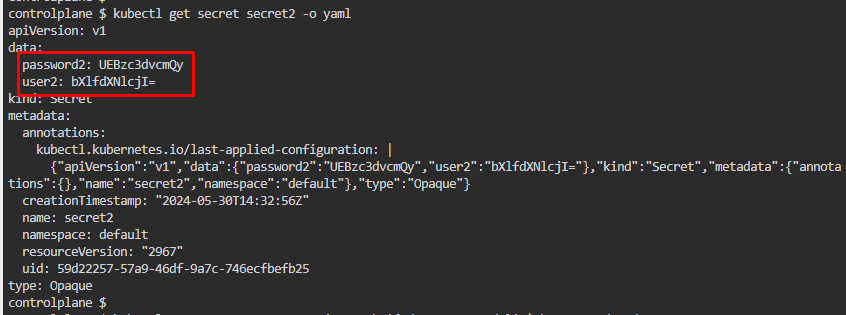 controlplane $ kubectl get secret secret2 -o yaml
apiVersion: v1
data:
  password2: UEBzc3dvcmQy
  user2: bXlfdXNlcjI=
kind: Secret
metadata:
  annotations:
    kubectl.kubernetes.io/last-applied-configuration: |
      {"apiVersion":"v1","data":{"password2":"UEBzc3dvcmQy","user2":"bXlfdXNlcjI="},"kind":"Secret","metadata":{"annota
tions":{},"name":"secret2","namespace":"default"},"type":"Opaque"}
  creationTimestamp: "2024-05-30T14:32:56Z"
  name: secret2
  namespace: default
  resourceVersion: "2967"
  uid: 59d22257-57a9-46df-9a7c-746ecfbefb25
type: Opaque
controlplane $